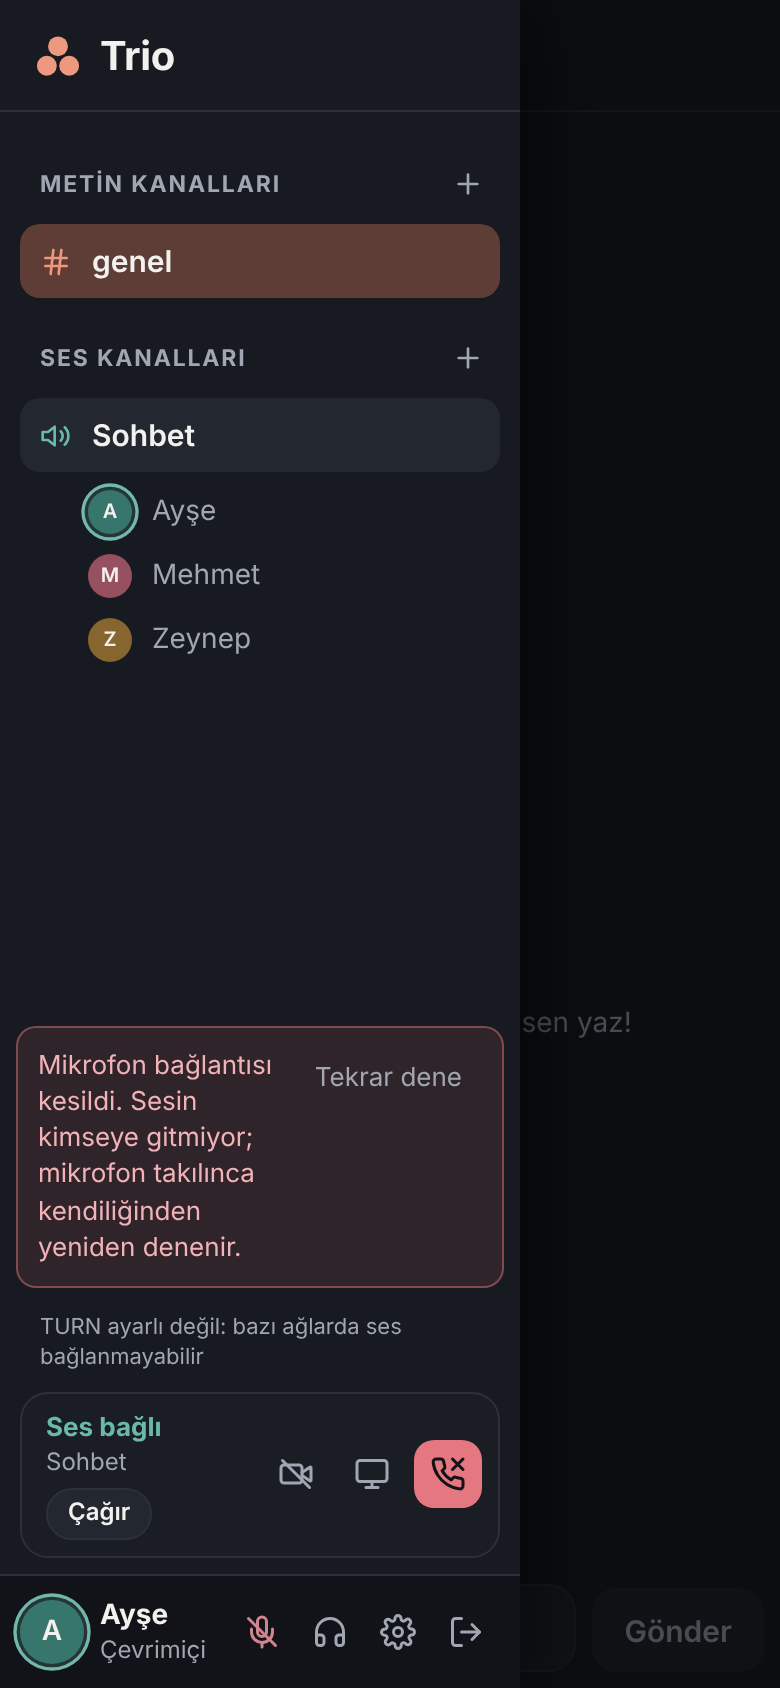 Trio
METİN KANALLARI
genel
SES KANALLARI
Sohbet
A Ayşe
M Mehmet
Z Zeynep
sen yaz!
Mikrofon bağlantısı
kesildi. Sesin
kimseye gitmiyor;
mikrofon takılınca
kendiliğinden
yeniden denenir.
Tekrar dene
TURN ayarlı değil: bazı ağlarda ses
bağlanmayabilir
Ses bağlı
Sohbet
Çağır
A Ayşe
Çevrimiçi
Gönder